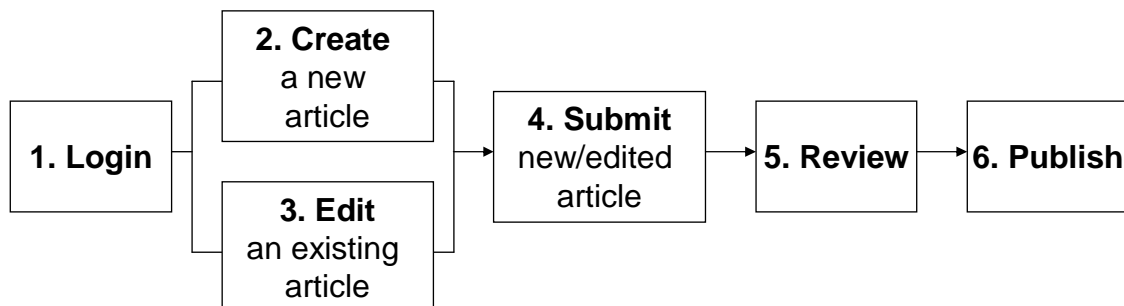 1. Login
2. Create
a new
article
3. Edit
an existing
article
4. Submit
new/edited
article
5. Review
6. Publish